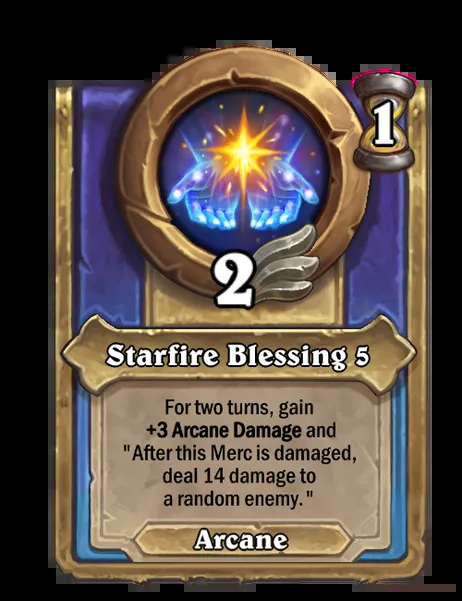 1
2
Starfire Blessing 5
For two turns, gain
+3 Arcane Damage and
"After this Merc is damaged,
deal 14 damage to
a random enemy."
Arcane